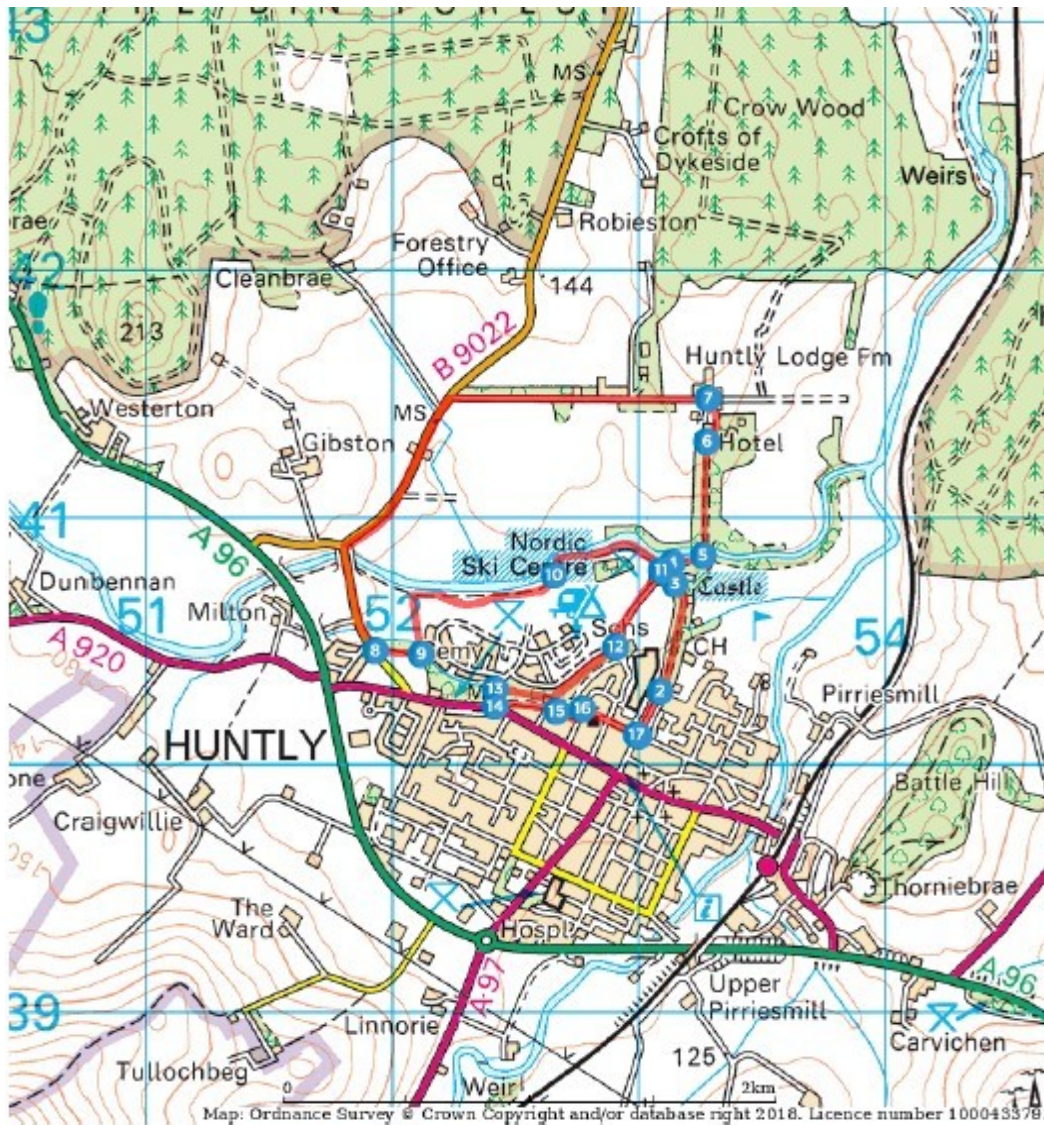 43
MS
Crow Wood
Crofts of
Dykeside
Weirs
Robieston
Forestry
Office
42
Cleanbrae
144
213
B 9022
Huntly Lodge Fm
7
Westerton
MS
6
Hotel
Gibston
41
A 96
Nordic
Ski Centre
5
1
11
10
3
Castle
Dunbennan
51
Milton
52
Schs
54
12
CH
A 920
8
9
13
2
Pirriesmill
14
15
16
17
HUNTLY
Battle Hill
Craigwillie
150
Thorniebrae
The
Ward
i
Hospl
A 97
A 96
39
Upper
Pirriesmill
Linnorie
Carvichen
125
Tullochbeg
Weir
0
2km
Map: Ordnance Survey © Crown Copyright and/or database right 2018. Licence number 100043379.